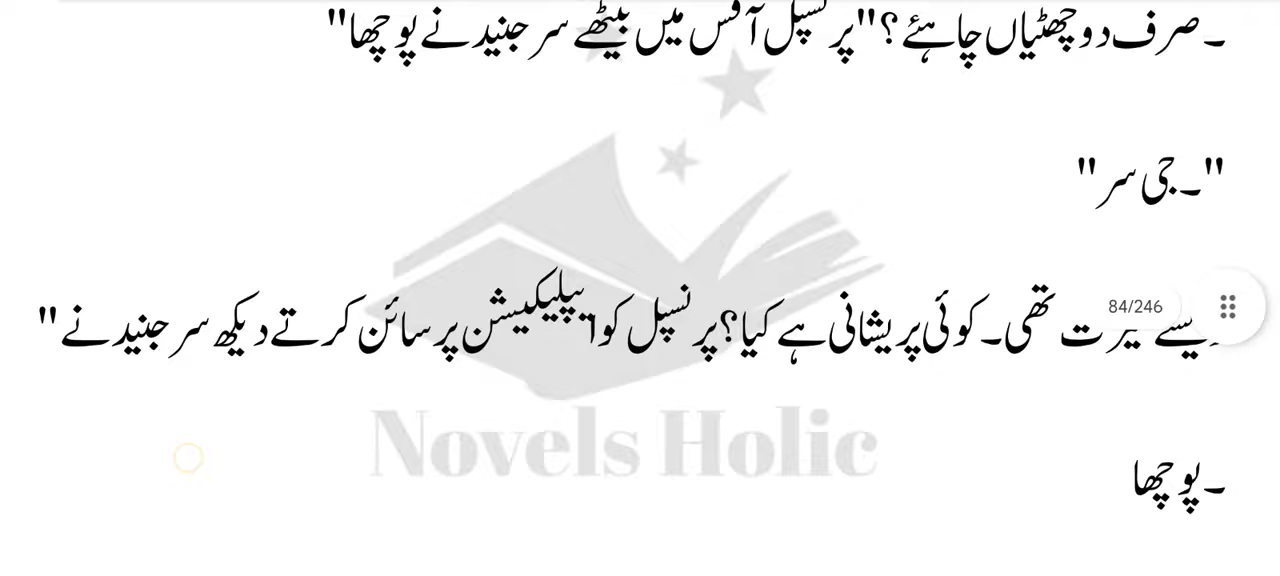 ۔صرف دو چھٹیاں چاہئے؟"پرنسپل آفس میں بیٹھے سر جنید نے پوچھا"
"۔جی سر"
تھی۔کوئی پریشانی ہے کیا؟پرنسپل کو ایپلیکیشن پر سائن کرتے دیکھ سر جنید نے"
84/246
Novels Holic
۔پوچھا